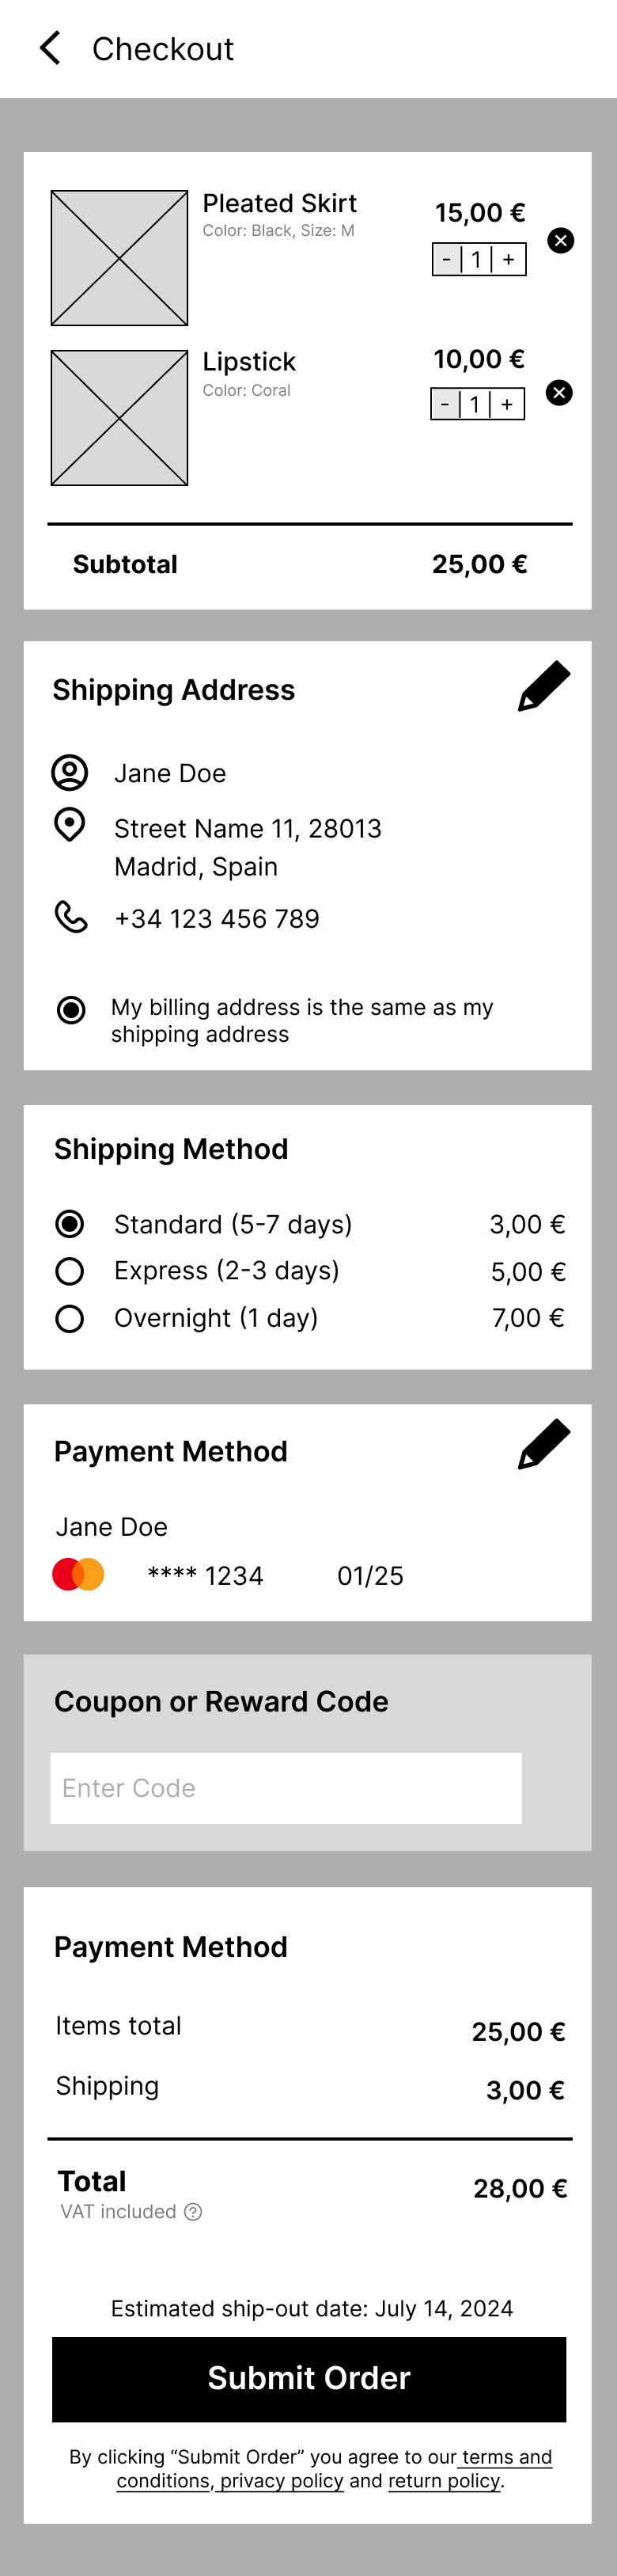 Checkout
Pleated Skirt
Color: Black, Size: M
15,00 €
- 1 +
Lipstick
Color: Coral
10,00 €
- 1 +
Subtotal 25,00 €
Shipping Address
Jane Doe
Street Name 11, 28013
Madrid, Spain
+34 123 456 789
My billing address is the same as my
shipping address
Shipping Method
Standard (5-7 days) 3,00 €
Express (2-3 days) 5,00 €
Overnight (1 day) 7,00 €
Payment Method
Jane Doe
**** 1234 01/25
Coupon or Reward Code
Enter Code
Payment Method
Items total 25,00 €
Shipping 3,00 €
Total 28,00 €
VAT included ?
Estimated ship-out date: July 14, 2024
Submit Order
By clicking “Submit Order” you agree to our terms and
conditions, privacy policy and return policy.